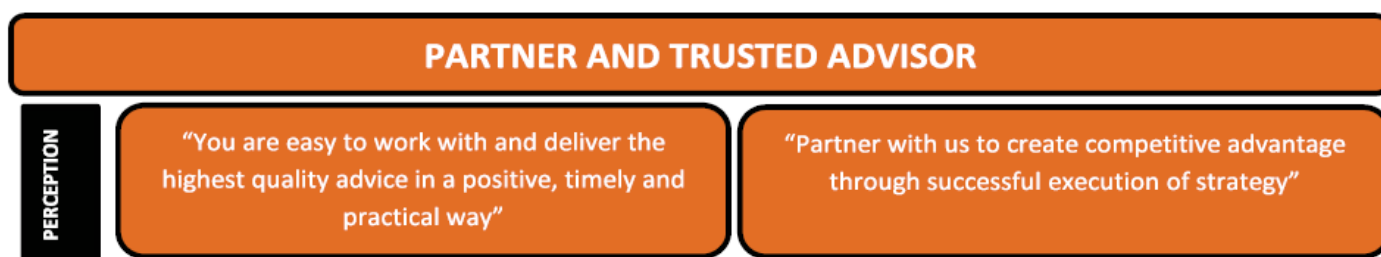 PARTNER AND TRUSTED ADVISOR
PERCEPTION
“You are easy to work with and deliver the
highest quality advice in a positive, timely and
practical way”
“Partner with us to create competitive advantage
through successful execution of strategy”